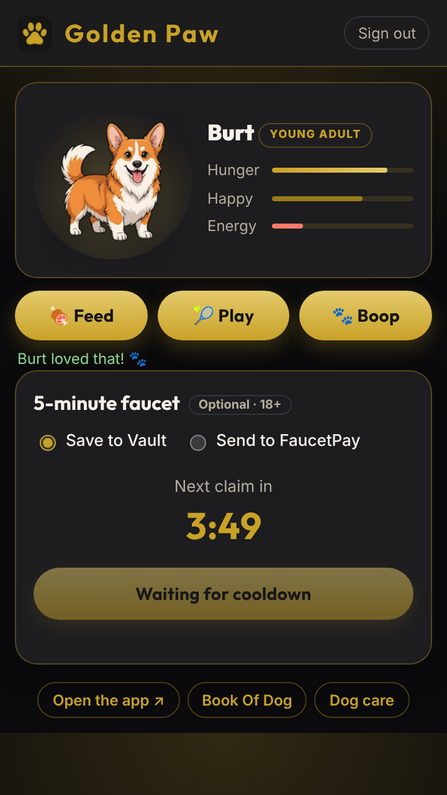 Golden Paw
Sign out
Burt YOUNG ADULT
Hunger
Happy
Energy
🍖 Feed
🎾 Play
🐾 Boop
Burt loved that! 🐾
5-minute faucet Optional · 18+
Save to Vault Send to FaucetPay
Next claim in
3:49
Waiting for cooldown
Open the app ↗
Book Of Dog
Dog care